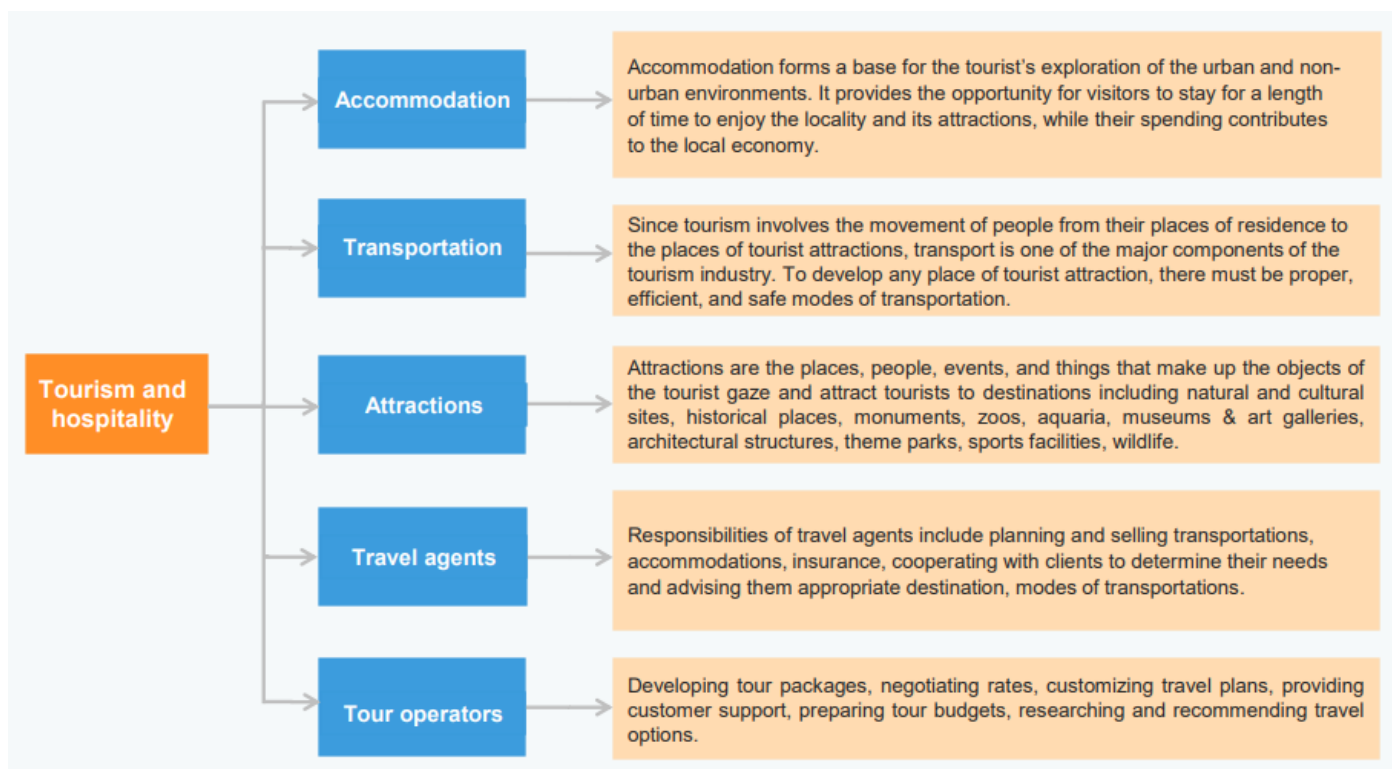 Accommodation
Accommodation forms a base for the tourist's exploration of the urban and non-
urban environments. It provides the opportunity for visitors to stay for a length
of time to enjoy the locality and its attractions, while their spending contributes
to the local economy.
Transportation
Since tourism involves the movement of people from their places of residence to
the places of tourist attractions, transport is one of the major components of the
tourism industry. To develop any place of tourist attraction, there must be proper,
efficient, and safe modes of transportation.
Tourism and
hospitality
Attractions
Attractions are the places, people, events, and things that make up the objects of
the tourist gaze and attract tourists to destinations including natural and cultural
sites, historical places, monuments, zoos, aquaria, museums & art galleries,
architectural structures, theme parks, sports facilities, wildlife.
Travel agents
Responsibilities of travel agents include planning and selling transportations,
accommodations, insurance, cooperating with clients to determine their needs
and advising them appropriate destination, modes of transportations.
Tour operators
Developing tour packages, negotiating rates, customizing travel plans, providing
customer support, preparing tour budgets, researching and recommending travel
options.